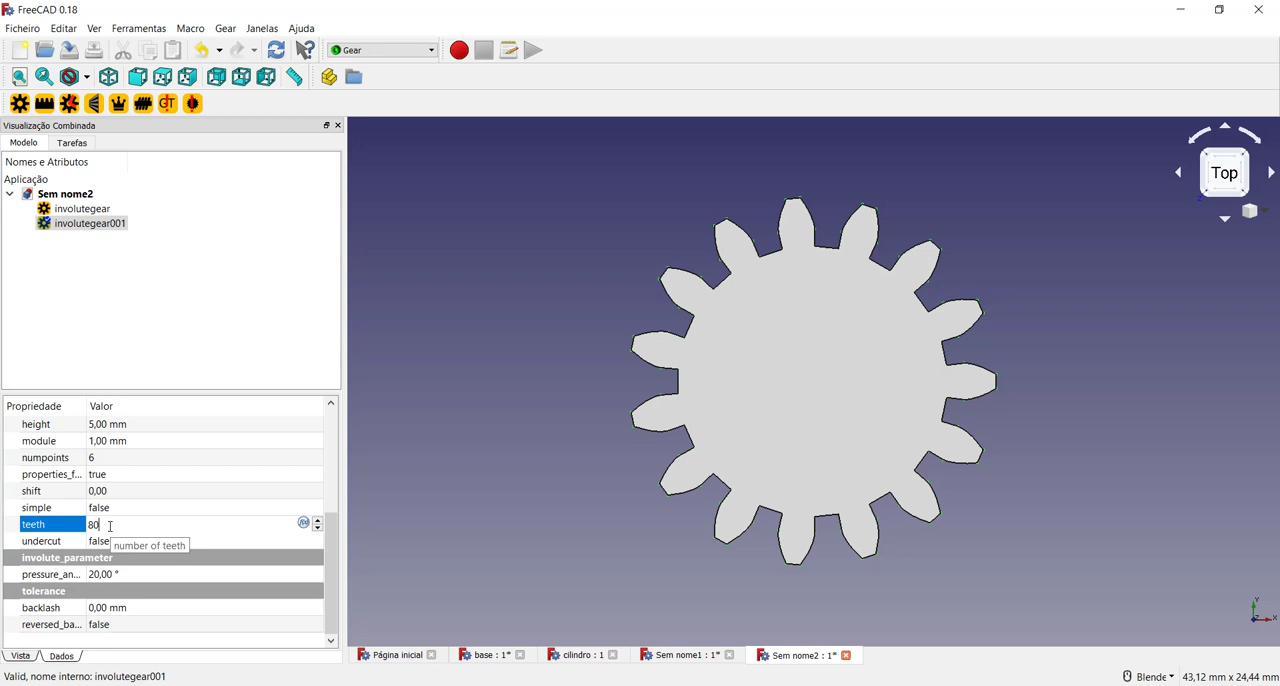 FreeCAD 0.18
Ficheiro Editar Ver Ferramentas Macro Gear Janelas Ajuda
Gear
GT
Visualização Combinada
Modelo Tarefas
Nomes e Atributos
Aplicação
Sem nome2
involutegear
involutegear001
Top
Z
Propriedade Valor
height 5,00 mm
module 1,00 mm
numpoints 6
properties_f... true
shift 0,00
simple false
teeth 80
undercut false
number of teeth
involute_parameter
pressure_an... 20,00 °
tolerance
backlash 0,00 mm
reversed_ba... false
Y
Z X
Vista Dados
Página inicial base : 1* cilindro : 1 Sem nome1 : 1* Sem nome2 : 1*
Valid, nome interno: involutegear001 Blende 43,12 mm x 24,44 mm